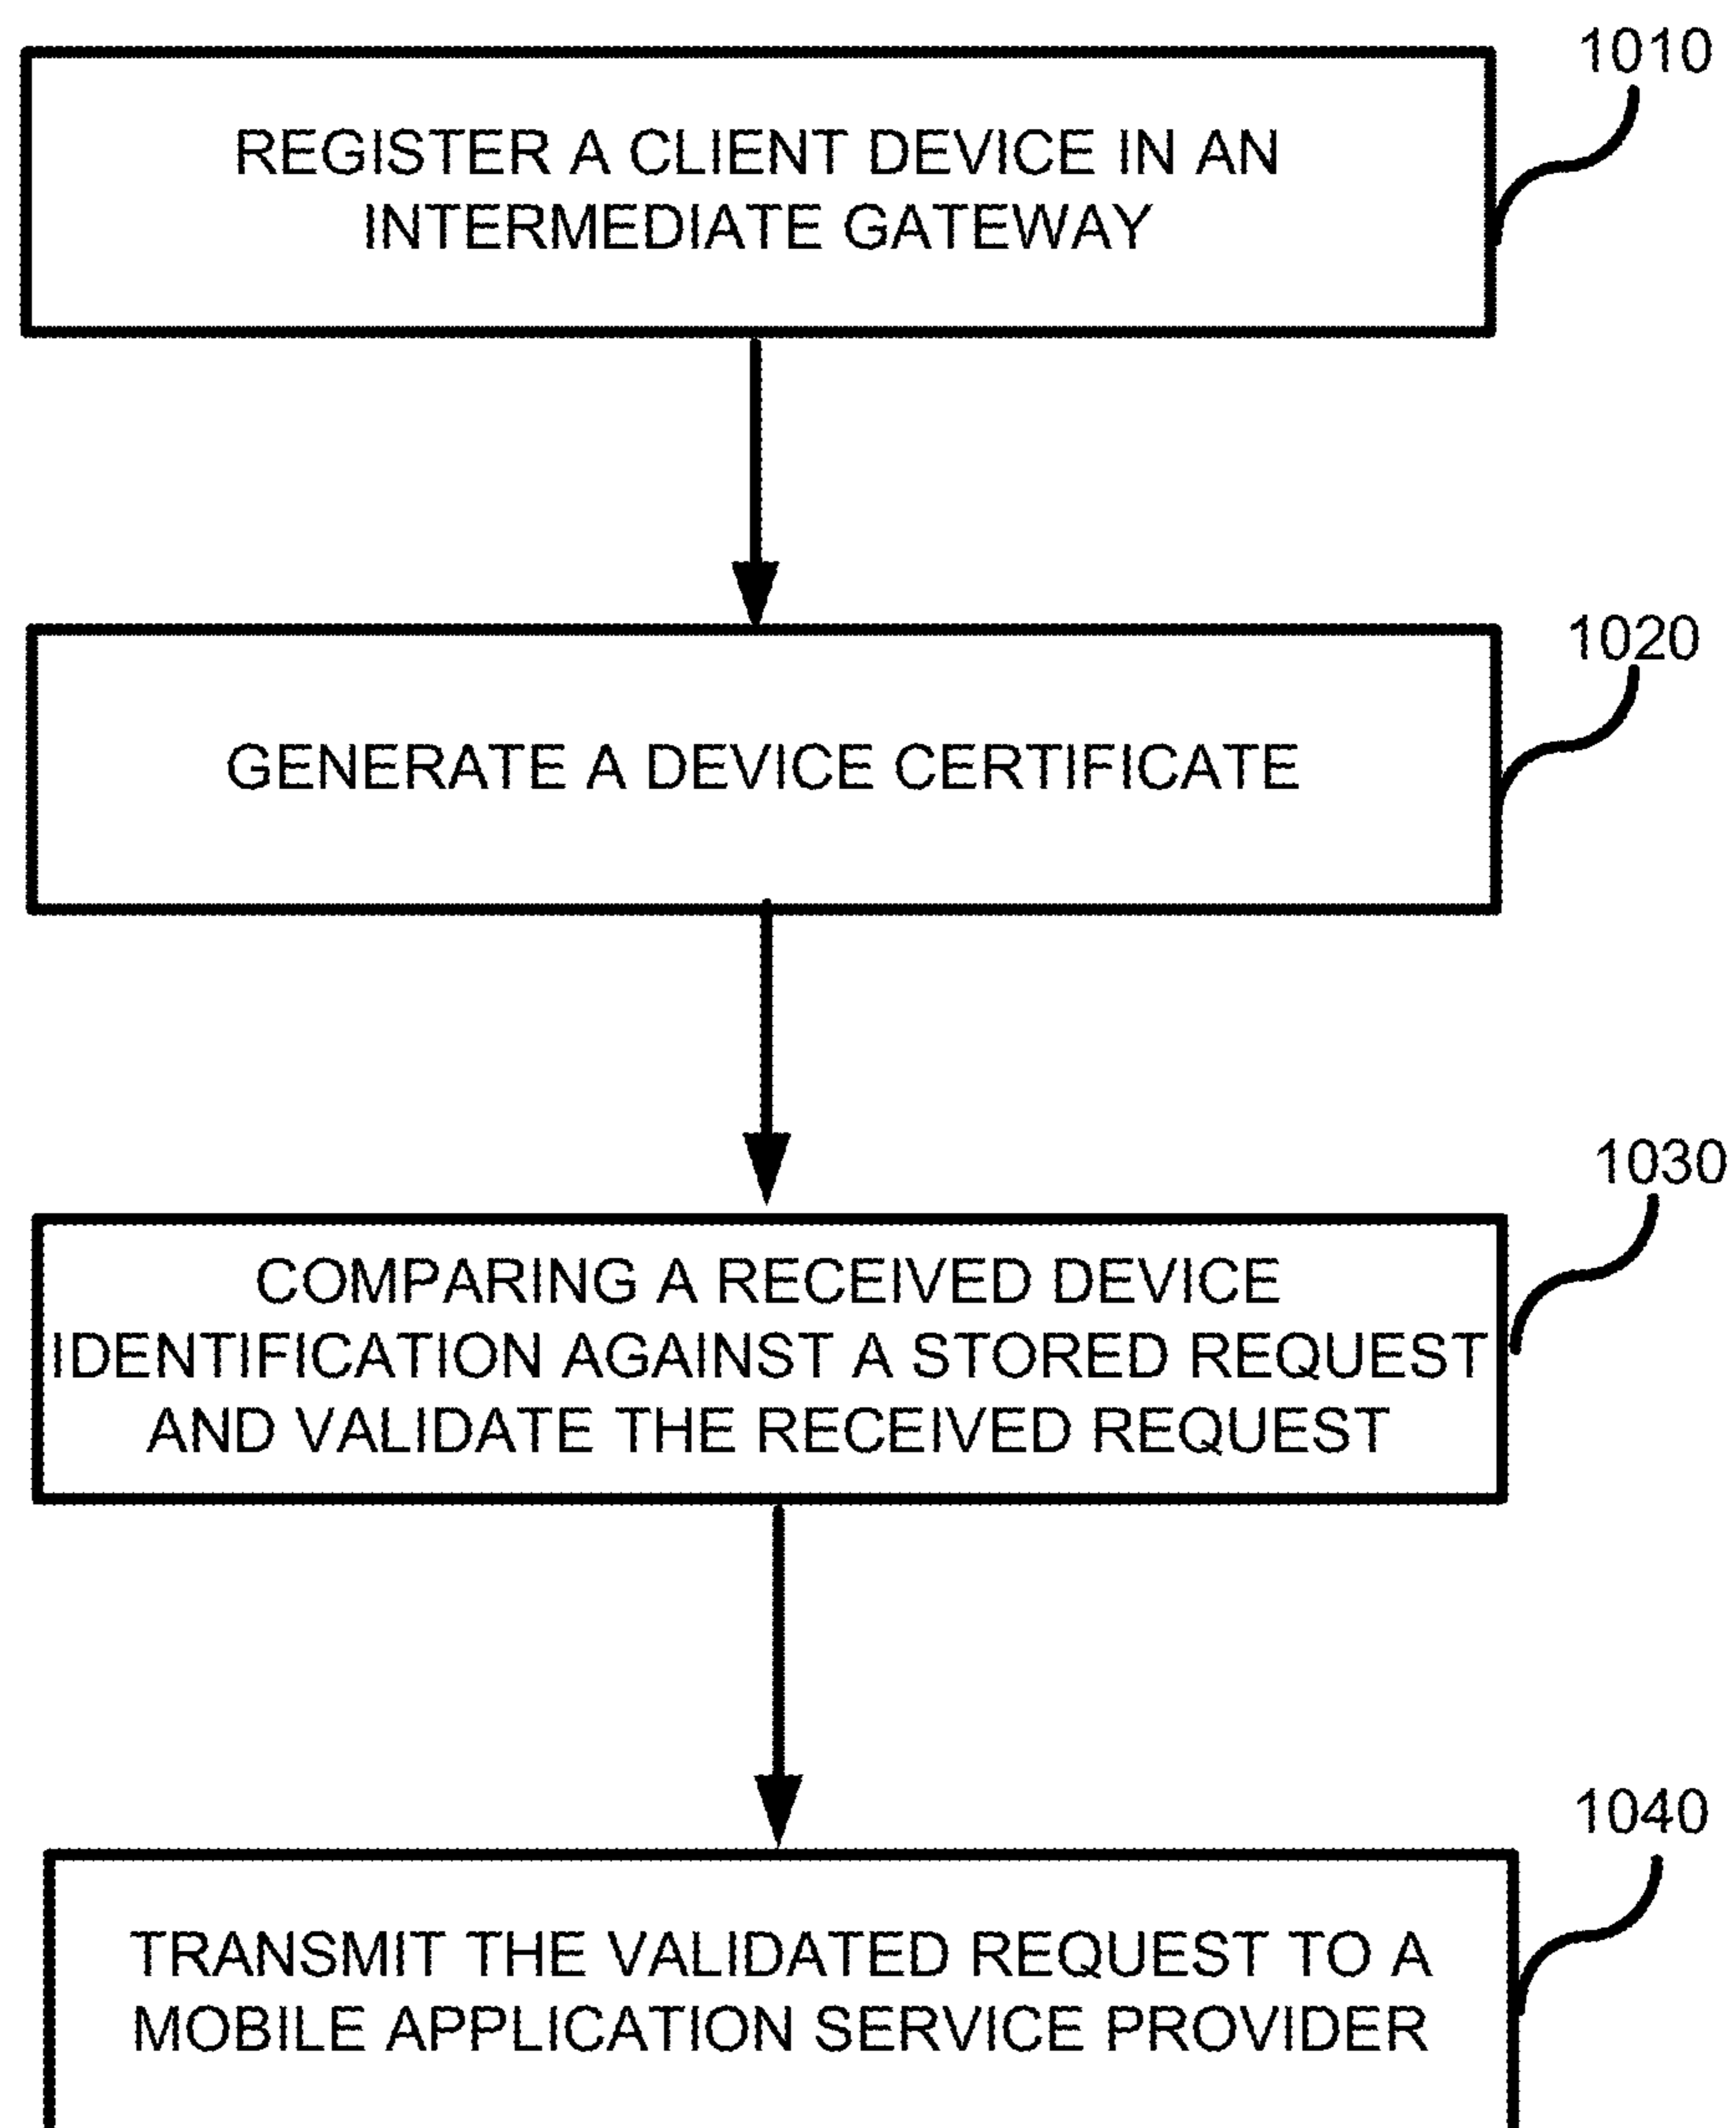 1010
REGISTER A CLIENT DEVICE IN AN
INTERMEDIATE GATEWAY
1020
GENERATE A DEVICE CERTIFICATE
1030
COMPARING A RECEIVED DEVICE
IDENTIFICATION AGAINST A STORED REQUEST
AND VALIDATE THE RECEIVED REQUEST
1040
TRANSMIT THE VALIDATED REQUEST TO A
MOBILE APPLICATION SERVICE PROVIDER